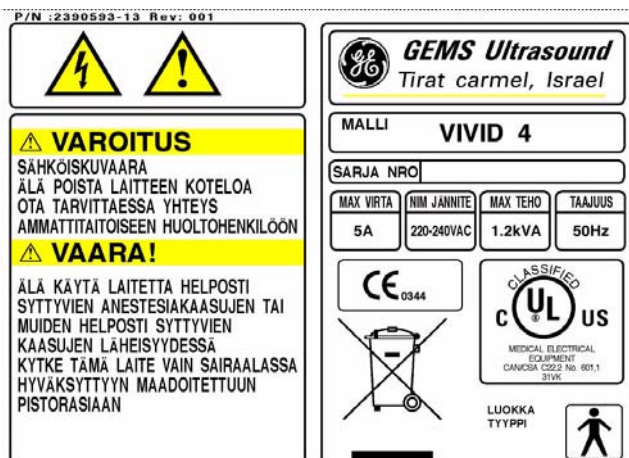 P/N :2390593-13 Rev: 001
⚠ VAROITUS
SÄHKÖISKUVAARA
ÄLÄ POISTA LAITTEEN KOTELOA
OTA TARVITTAESSA YHTEYS
AMMATTITAITOISEEN HUOLTOHENKILÖÖN
⚠ VAARA!
ÄLÄ KÄYTÄ LAITETTA HELPOSTI
SYTTYVIEN ANESTESIAKAASUJEN TAI
MUIDEN HELPOSTI SYTTYVIEN
KAASUJEN LÄHEISYYDESSÄ
KYTKE TÄMÄ LAITE VAIN SAIRAALASSA
HYVÄKSYTTYYN MAADOITETTUUN
PISTORASIAAN
GE
GEMS Ultrasound
Tirat carmel, Israel
MALLI VIVID 4
SARJA NRO
MAX VIRTA NIM JÄNNITE MAX TEHO TAAJUUS
5A 220-240VAC 1.2kVA 50Hz
CE 0344
CLASSIFIED
C UL® US
MEDICAL ELECTRICAL
EQUIPMENT
CAN/CSA C22,2 No. 601,1
31VK
LUOKKA
TYYPPI